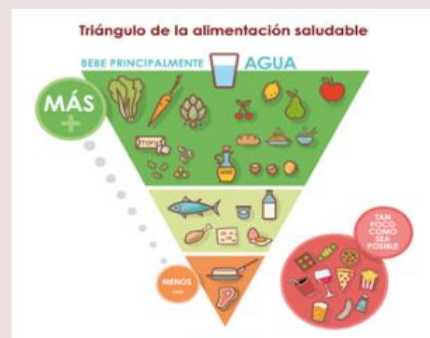 Triángulo de la alimentación saludable
BEBE PRINCIPALMENTE AGUA
MÁS
+
MENOS
TAN
POCO
COMO
SEA
POSIBLE